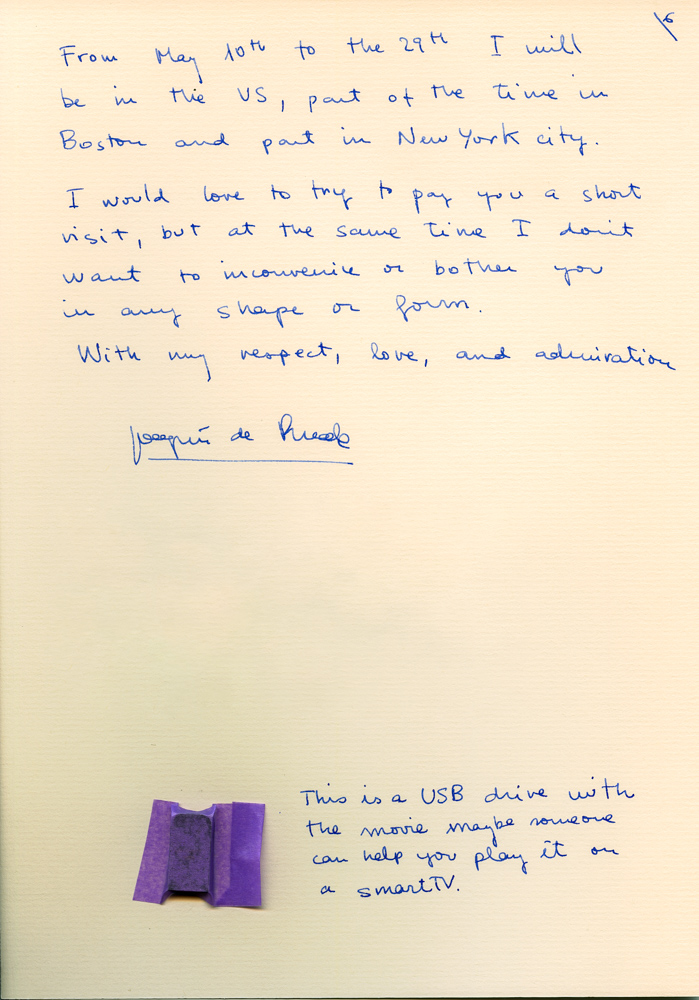 6
From May 10th to the 29th I will
be in the US, part of the time in
Boston and part in New York city.
I would love to try to pay you a short
visit, but at the same time I don't
want to inconvenice or bother you
in any shape or form.
With my respect, love, and admiration
Joaquín de
This is a USB drive with
the movie maybe someone
can help you play it on
a smartTV.